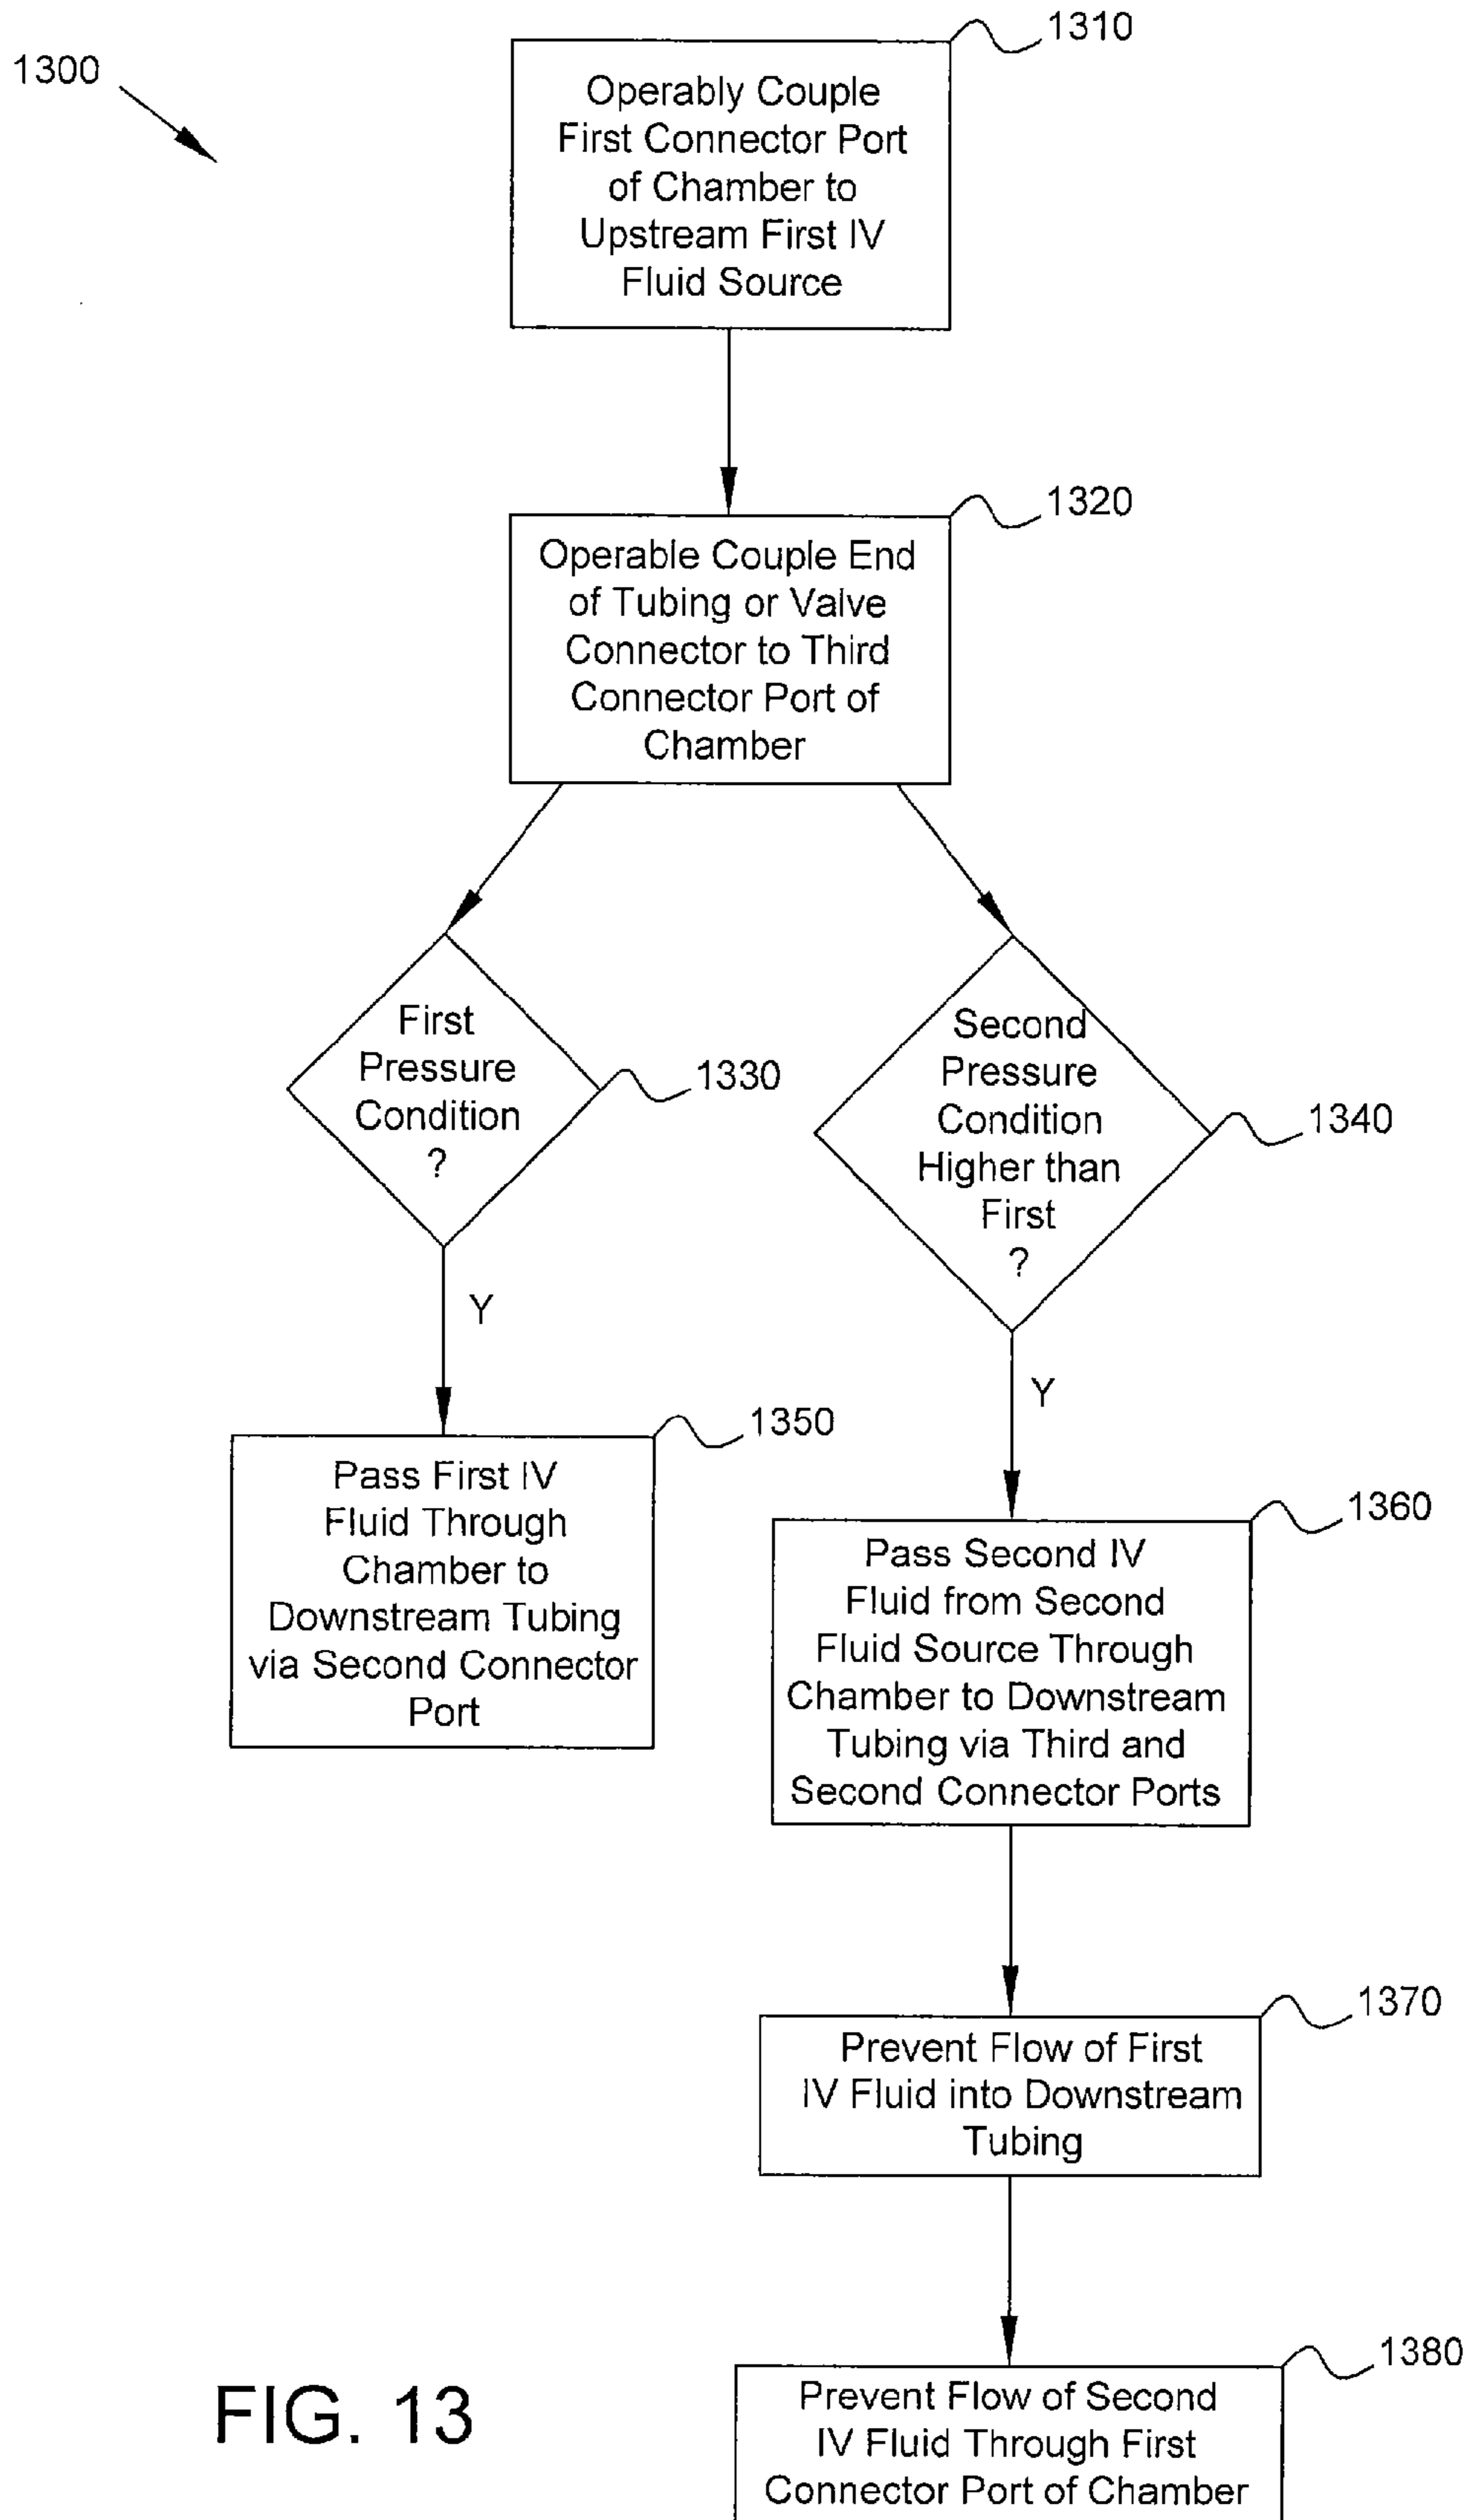 1300
1310
Operably Couple
First Connector Port
of Chamber to
Upstream First IV
Fluid Source
1320
Operable Couple End
of Tubing or Valve
Connector to Third
Connector Port of
Chamber
First
Pressure
Condition
?
1330
Second
Pressure
Condition
Higher than
First
?
1340
Y
Y
1350
Pass First IV
Fluid Through
Chamber to
Downstream Tubing
via Second Connector
Port
1360
Pass Second IV
Fluid from Second
Fluid Source Through
Chamber to Downstream
Tubing via Third and
Second Connector Ports
1370
Prevent Flow of First
IV Fluid into Downstream
Tubing
1380
Prevent Flow of Second
IV Fluid Through First
Connector Port of Chamber
FIG. 13